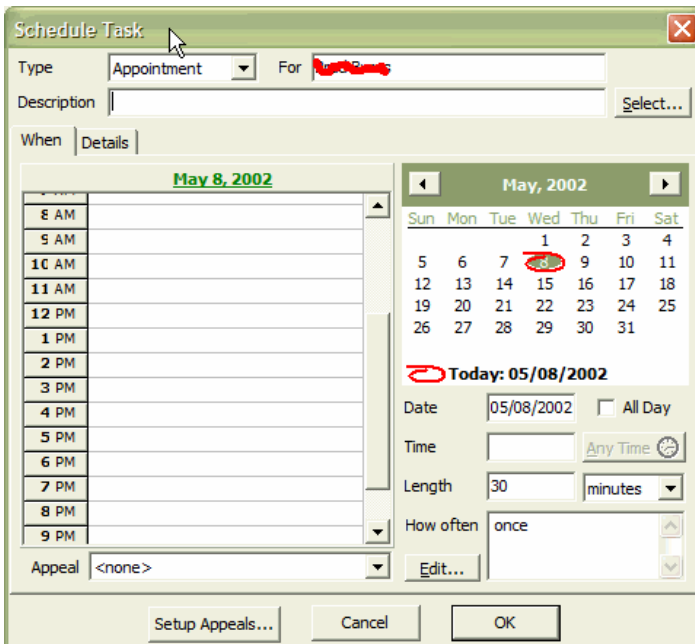 Schedule Task
Type Appointment For
Description Select...
When Details
May 8, 2002
8 AM
9 AM
10 AM
11 AM
12 PM
1 PM
2 PM
3 PM
4 PM
5 PM
6 PM
7 PM
8 PM
9 PM
Appeal <none>
May, 2002
Sun Mon Tue Wed Thu Fri Sat
1 2 3 4
5 6 7 8 9 10 11
12 13 14 15 16 17 18
19 20 21 22 23 24 25
26 27 28 29 30 31
Today: 05/08/2002
Date 05/08/2002 All Day
Time Any Time
Length 30 minutes
How often once
Edit...
Setup Appeals... Cancel OK